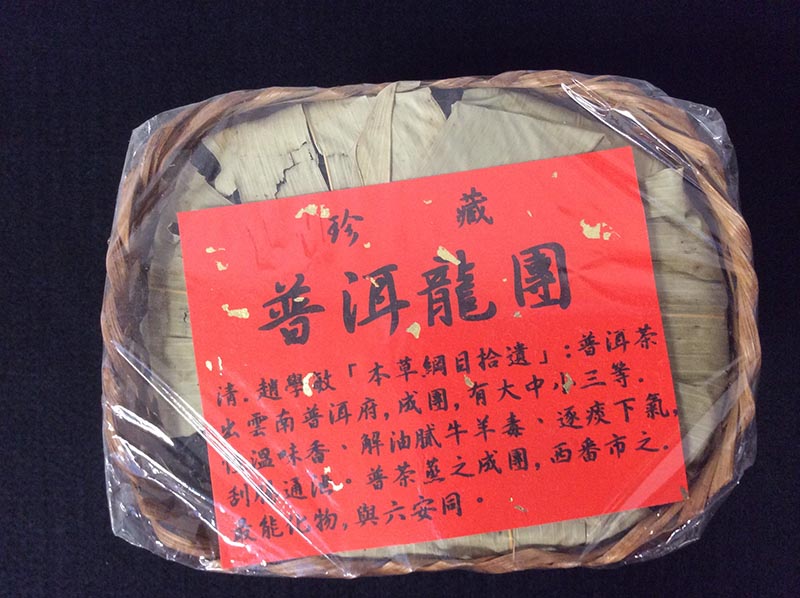 珍藏
普洱龍團
清.趙學敏「本草綱目拾遺」:普洱茶
出雲南普洱府,成團,有大中小三等.
溫味香、解油膩牛羊毒、逐痰下氣,
刮腸通泄。普茶蒸之成團,西番市之.
最能化物,與六安同。